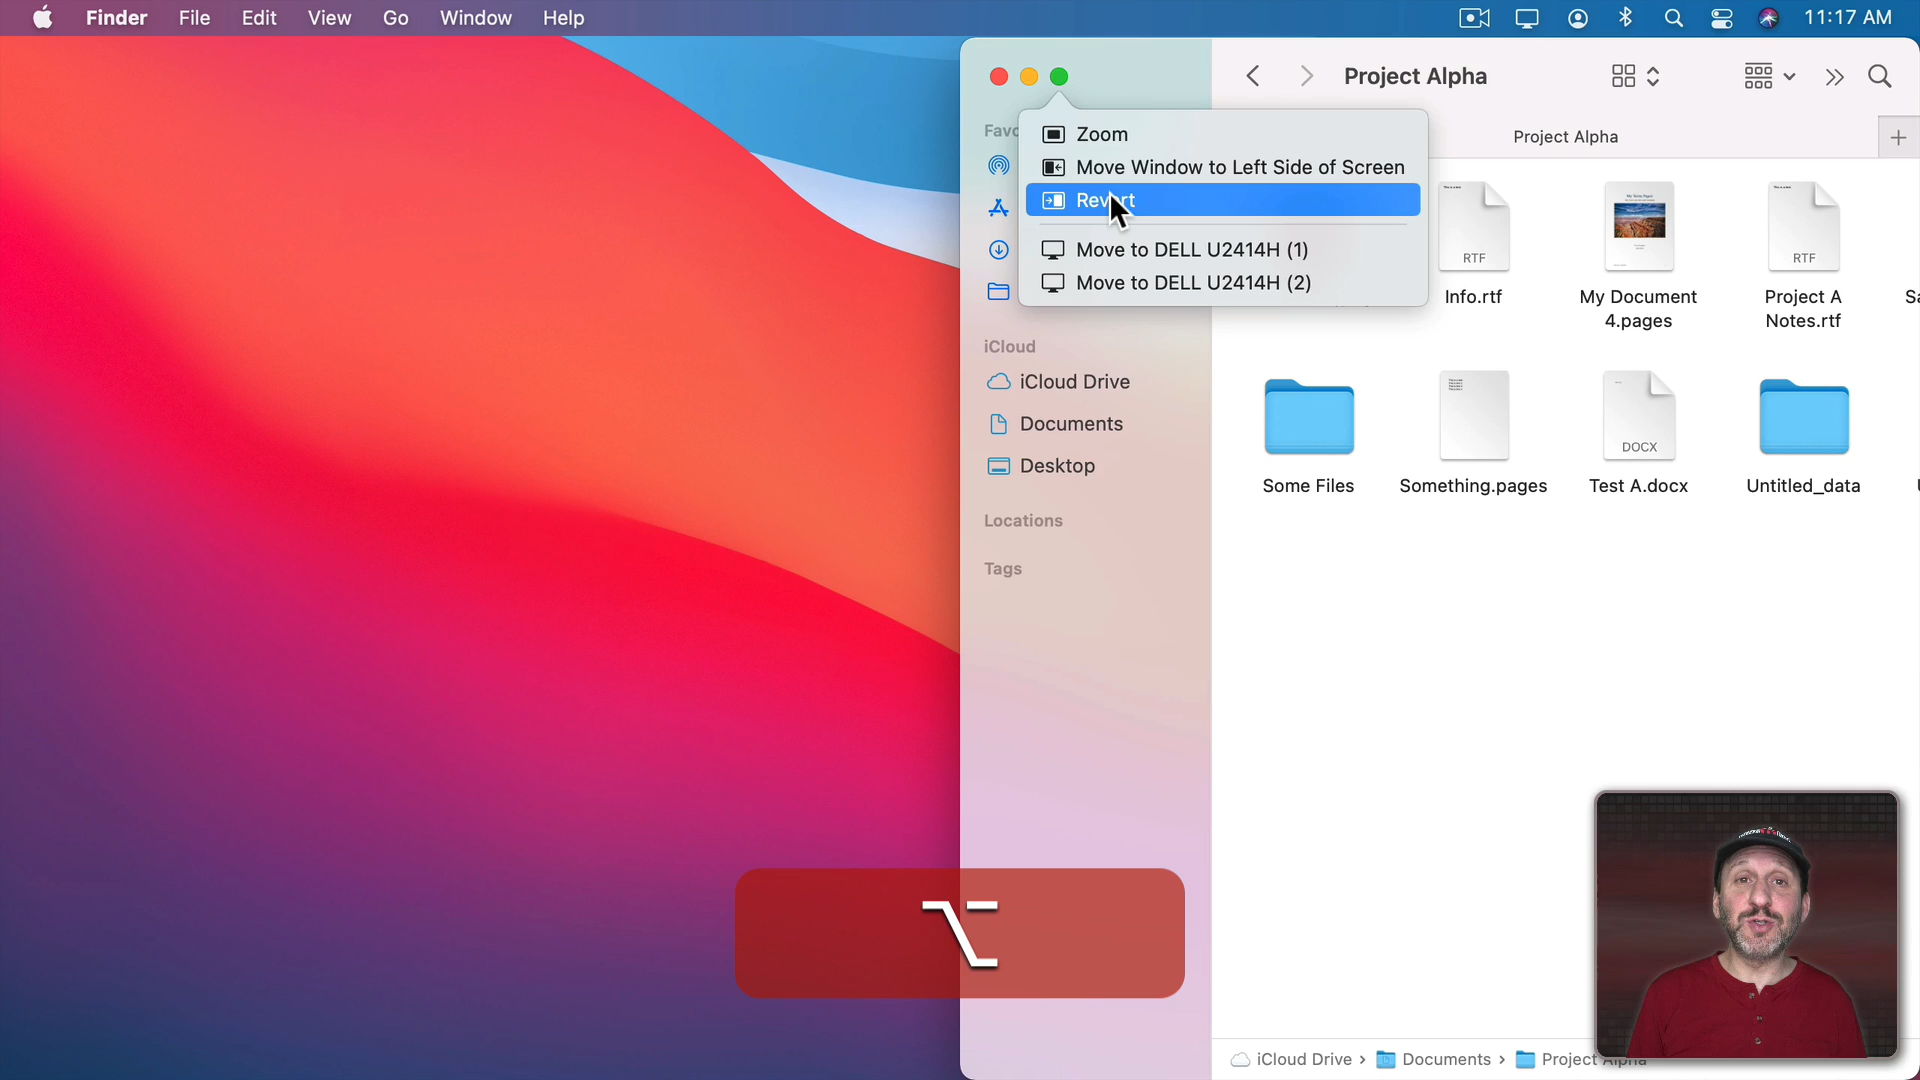 Finder File Edit View Go Window Help 11:17 AM
Project Alpha
Project Alpha
Favo
Zoom
Move Window to Left Side of Screen
Revert
Move to DELL U2414H (1)
Move to DELL U2414H (2)
iCloud
iCloud Drive
Documents
Desktop
Locations
Tags
RTF
Info.rtf
My Document
4.pages
RTF
Project A
Notes.rtf
Some Files
Something.pages
DOCX
Test A.docx
Untitled_data
iCloud Drive › Documents › Project Alpha